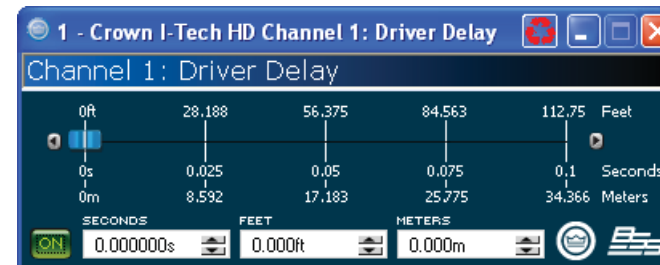 1 - Crown I-Tech HD Channel 1: Driver Delay
Channel 1: Driver Delay
0ft 28.188 56.375 84.563 112.75 Feet
0s 0.025 0.05 0.075 0.1 Seconds
0m 8.592 17.183 25.775 34.366 Meters
SECONDS FEET METERS
ON 0.000000s 0.000ft 0.000m BSS